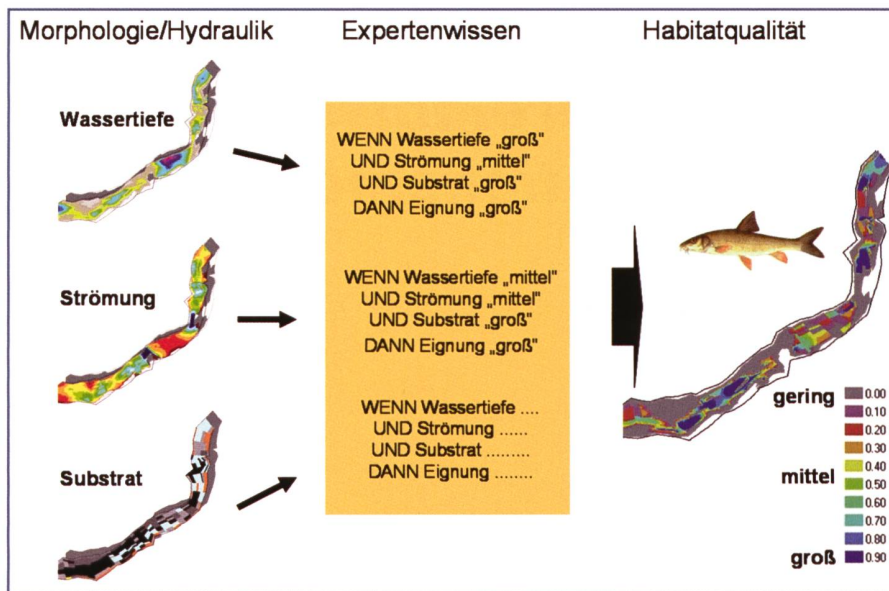 Morphologie/Hydraulik
Expertenwissen
Habitatqualität
Wassertiefe
Strömung
Substrat
WENN Wassertiefe „groß"
UND Strömung „mittel"
UND Substrat „groß"
DANN Eignung „groß"
WENN Wassertiefe „mittel"
UND Strömung „mittel"
UND Substrat „groß"
DANN Eignung „groß"
WENN Wassertiefe ....
UND Strömung ......
UND Substrat .........
DANN Eignung ........
gering
mittel
groß
0.00
0.10
0.20
0.30
0.40
0.50
0.60
0.70
0.80
0.90